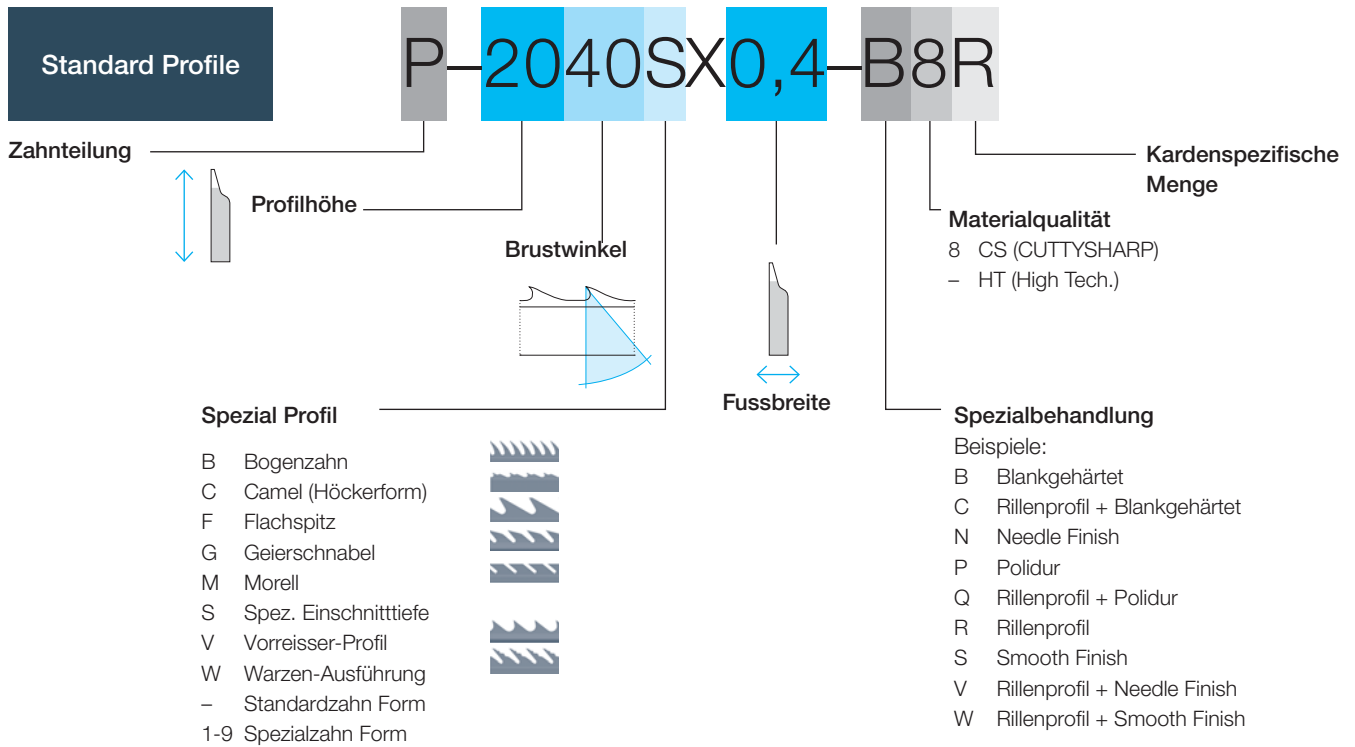 Standard Profile
P–2040SX0,4–B8R
Zahnteilung
Profilhöhe
Brustwinkel
Fussbreite
Kardenspezifische
Menge
Materialqualität
8 CS (CUTTYSHARP)
– HT (High Tech.)
Spezial Profil
B Bogenzahn
C Camel (Höckerform)
F Flachspitz
G Geierschnabel
M Morell
S Spez. Einschnitttiefe
V Vorreisser-Profil
W Warzen-Ausführung
– Standardzahn Form
1-9 Spezialzahn Form
Spezialbehandlung
Beispiele:
B Blankgehärtet
C Rillenprofil + Blankgehärtet
N Needle Finish
P Polidur
Q Rillenprofil + Polidur
R Rillenprofil
S Smooth Finish
V Rillenprofil + Needle Finish
W Rillenprofil + Smooth Finish